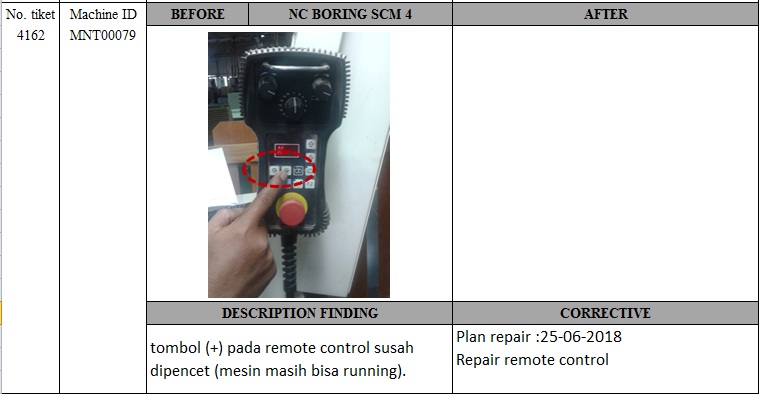 No. tiket
Machine ID
BEFORE
NC BORING SCM 4
AFTER
4162
MNT00079
DESCRIPTION FINDING
CORRECTIVE
tombol (+) pada remote control susah
dipencet (mesin masih bisa running).
Plan repair :25-06-2018
Repair remote control